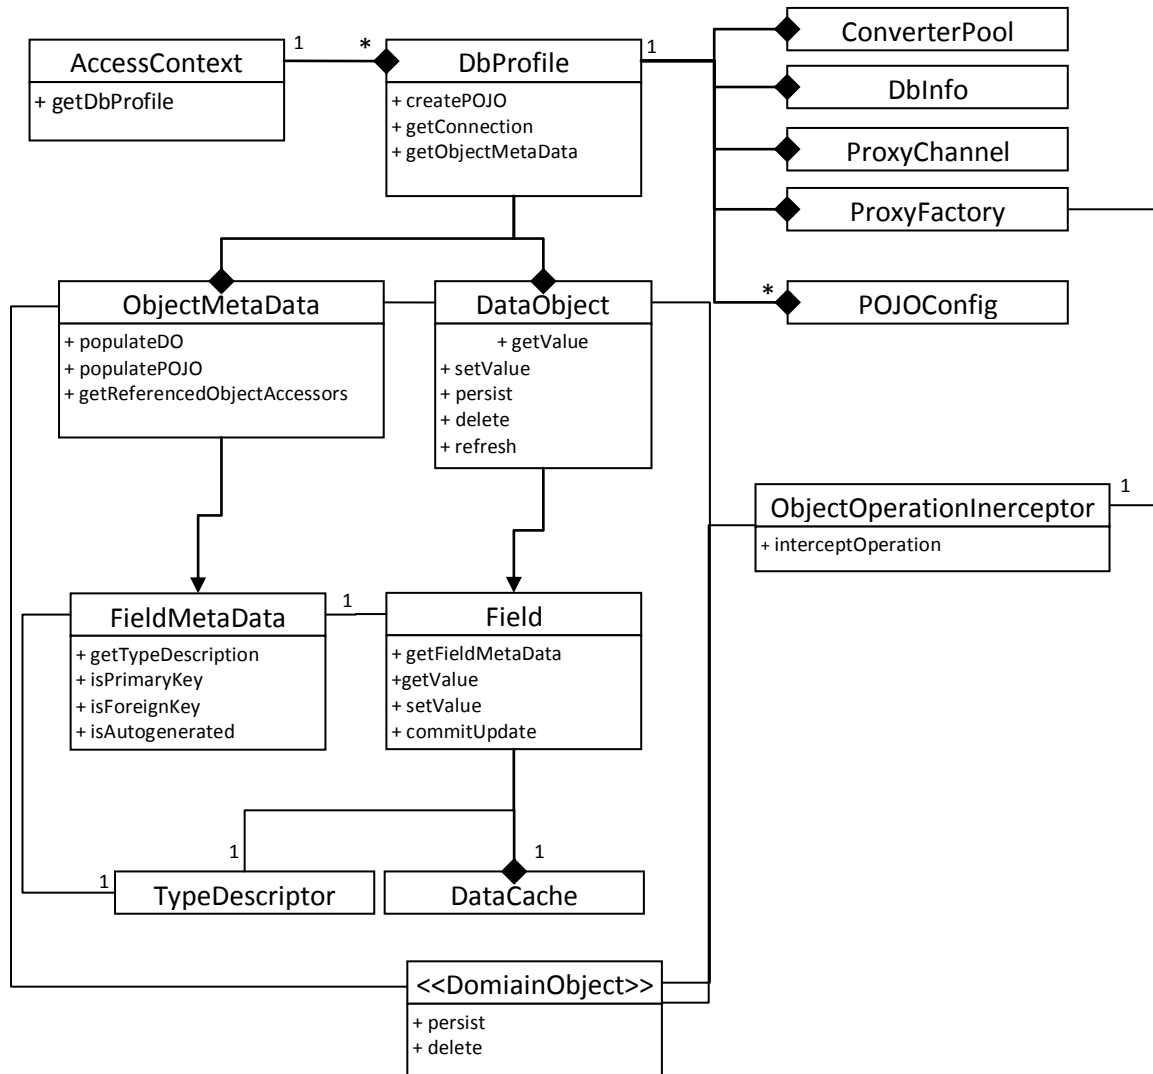 AccessContext
+ getDbProfile
1
*
DbProfile
+ createPOJO
+ getConnection
+ getObjectMetaData
1
ConverterPool
DbInfo
ProxyChannel
ProxyFactory
*
POJOConfig
ObjectMetaData
+ populateDO
+ populatePOJO
+ getReferencedObjectAccessors
DataObject
+ getValue
+ setValue
+ persist
+ delete
+ refresh
ObjectOperationInerceptor
+ interceptOperation
1
FieldMetaData
+ getTypeDescription
+ isPrimaryKey
+ isForeignKey
+ isAutogenerated
1
Field
+ getFieldMetaData
+getValue
+ setValue
+ commitUpdate
1
1
1
TypeDescriptor
DataCache
<<DomiainObject>>
+ persist
+ delete